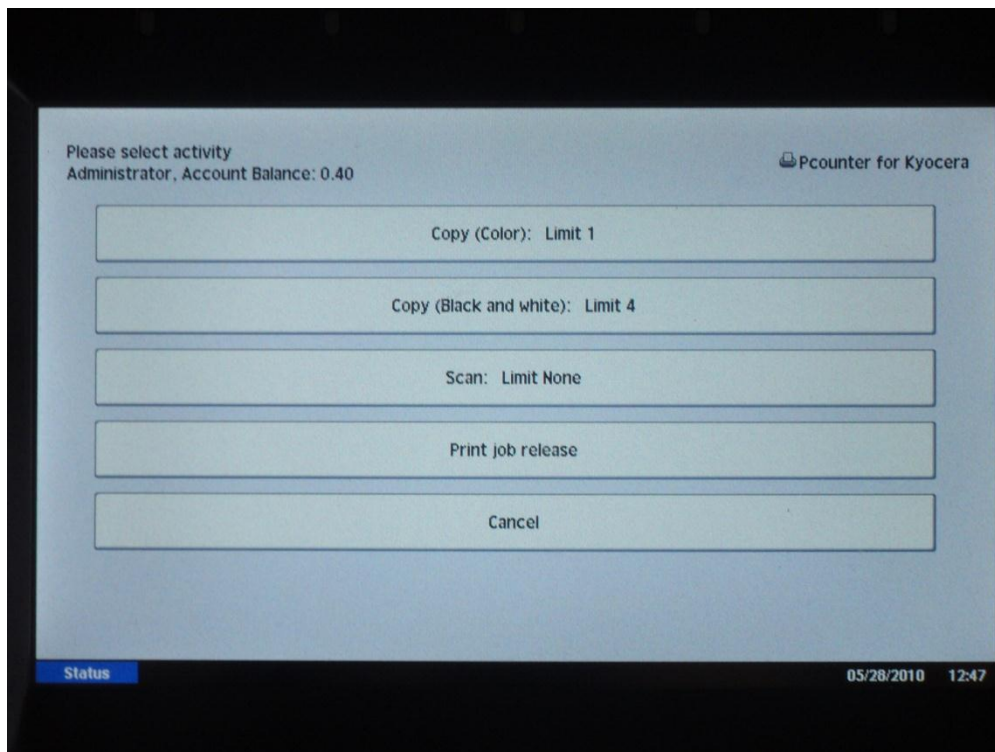 Please select activity
Administrator, Account Balance: 0.40
Pcounter for Kyocera
Copy (Color): Limit 1
Copy (Black and white): Limit 4
Scan: Limit None
Print job release
Cancel
Status
05/28/2010 12:47